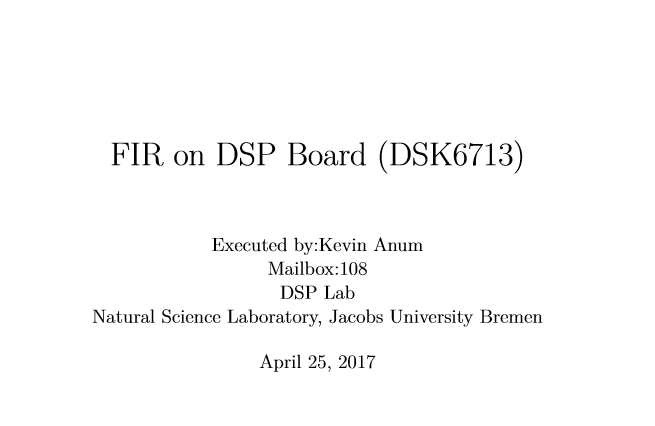 FIR on DSP Board (DSK6713)
Executed by:Kevin Anum
Mailbox:108
DSP Lab
Natural Science Laboratory, Jacobs University Bremen
April 25, 2017